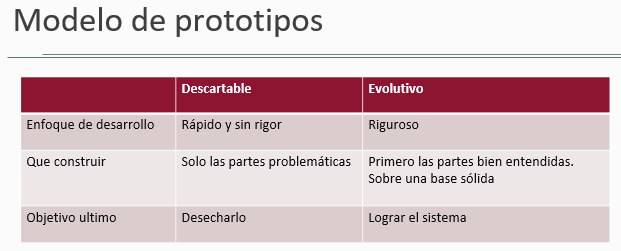 Modelo de prototipos
Descartable Evolutivo
Enfoque de desarrollo Rápido y sin rigor Riguroso
Que construir Solo las partes problemáticas Primero las partes bien entendidas.
Sobre una base sólida
Objetivo ultimo Desecharlo Lograr el sistema